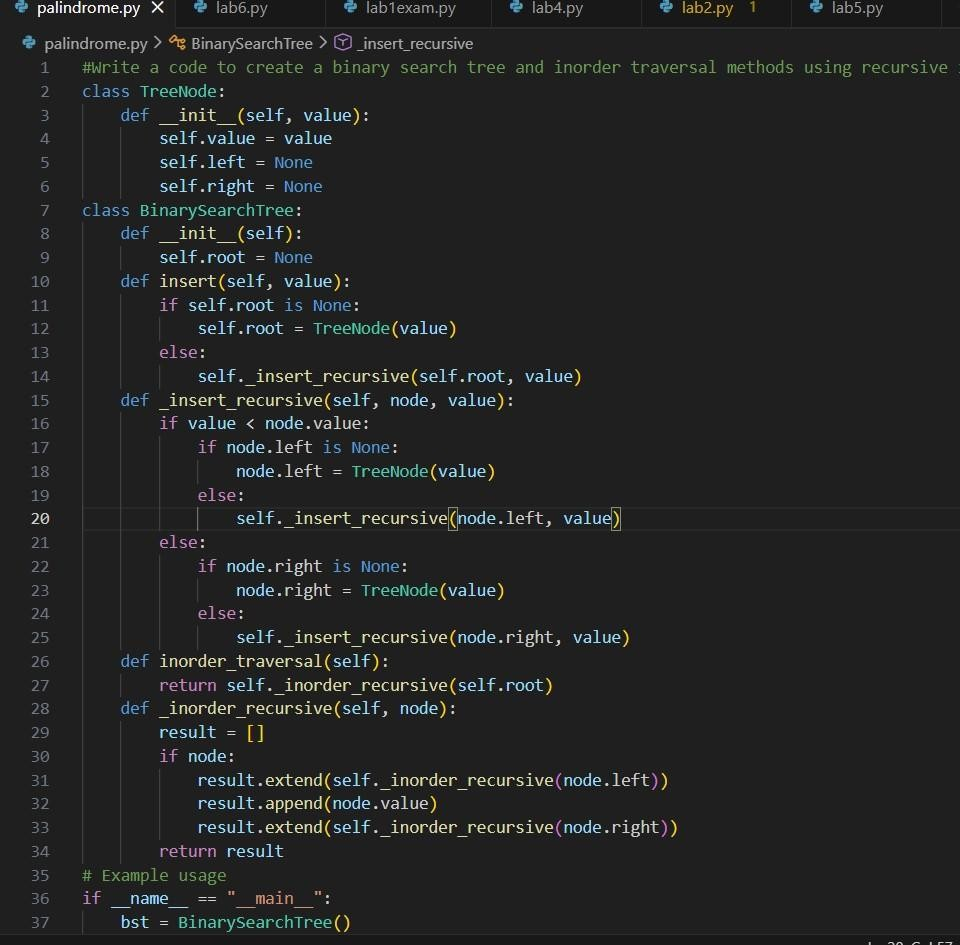 palindrome.py lab6.py lab1exam.py lab4.py lab2.py 1 lab5.py
palindrome.py > BinarySearchTree > _insert_recursive
1 #Write a code to create a binary search tree and inorder traversal methods using recursive
2 class TreeNode:
3     def __init__(self, value):
4         self.value = value
5         self.left = None
6         self.right = None
7 class BinarySearchTree:
8     def __init__(self):
9         self.root = None
10     def insert(self, value):
11         if self.root is None:
12             self.root = TreeNode(value)
13         else:
14             self._insert_recursive(self.root, value)
15     def _insert_recursive(self, node, value):
16         if value < node.value:
17             if node.left is None:
18                 node.left = TreeNode(value)
19             else:
20                 self._insert_recursive(node.left, value)
21         else:
22             if node.right is None:
23                 node.right = TreeNode(value)
24             else:
25                 self._insert_recursive(node.right, value)
26     def inorder_traversal(self):
27         return self._inorder_recursive(self.root)
28     def _inorder_recursive(self, node):
29         result = []
30         if node:
31             result.extend(self._inorder_recursive(node.left))
32             result.append(node.value)
33             result.extend(self._inorder_recursive(node.right))
34         return result
35 # Example usage
36 if __name__ == "__main__":
37     bst = BinarySearchTree()